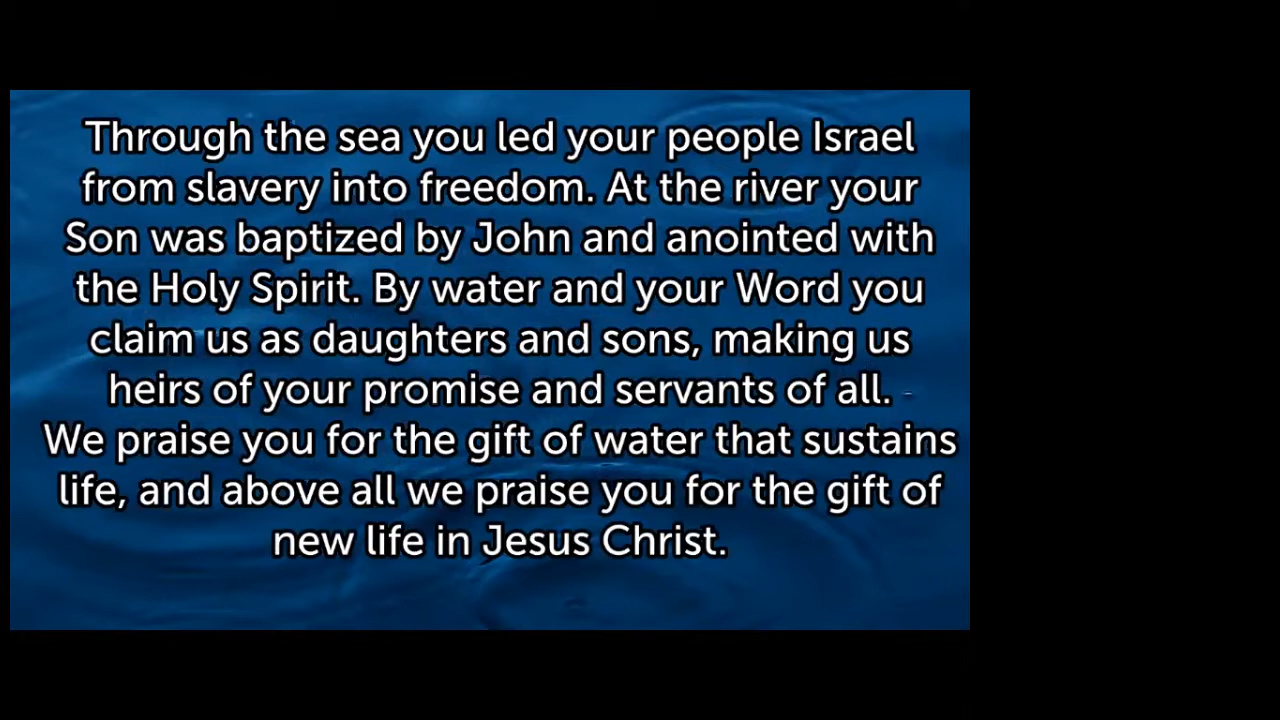 Through the sea you led your people Israel
from slavery into freedom. At the river your
Son was baptized by John and anointed with
the Holy Spirit. By water and your Word you
claim us as daughters and sons, making us
heirs of your promise and servants of all.
We praise you for the gift of water that sustains
life, and above all we praise you for the gift of
new life in Jesus Christ.